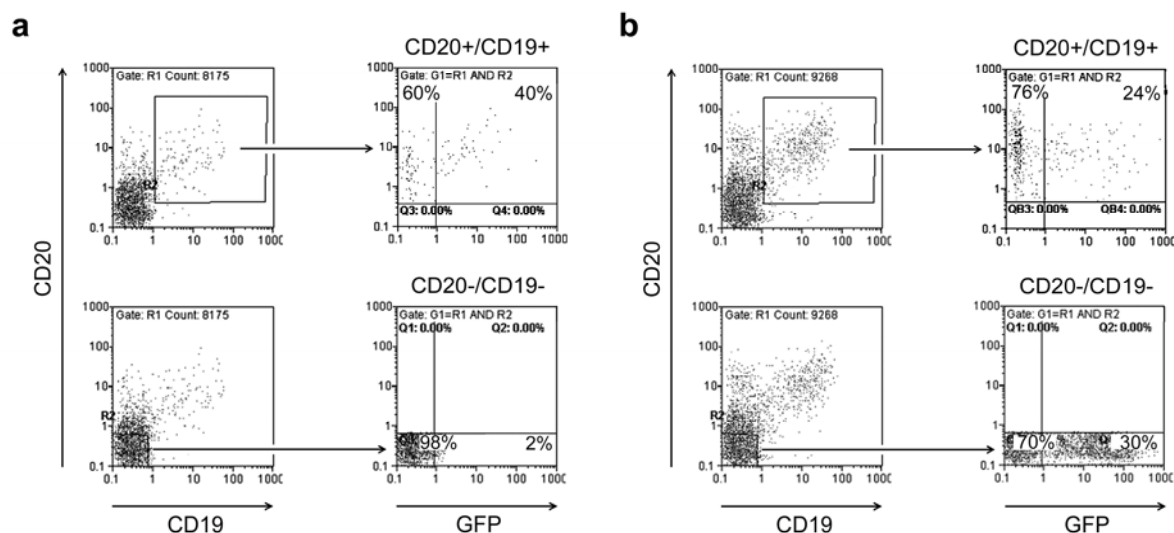 a
b
CD20+/CD19+
CD20+/CD19+
1000
Gate: R1 Count: 8175
100
10
1
0.1
R2
0.1 1 10 100 1000
1000
Gate: G1=R1 AND R2
60% 40%
100
10
1
0.1
Q3: 0.00% Q4: 0.00%
0.1 1 10 100 1000
1000
Gate: R1 Count: 9268
100
10
1
0.1
R2
0.1 1 10 100 1000
1000
Gate: G1=R1 AND R2
76% 24%
100
10
1
0.1
QB3: 0.00% QB4: 0.00%
0.1 1 10 100 1000
CD20
CD20
CD20-/CD19-
CD20-/CD19-
1000
Gate: R1 Count: 8175
100
10
R2
1
0.1
0.1 1 10 100 1000
1000
Gate: G1=R1 AND R2
Q1: 0.00% Q2: 0.00%
100
10
1
98% 2%
0.1
0.1 1 10 100 1000
1000
Gate: R1 Count: 9268
100
10
R2
1
0.1
0.1 1 10 100 1000
1000
Gate: G1=R1 AND R2
Q1: 0.00% Q2: 0.00%
100
10
1
70% 30%
0.1
0.1 1 10 100 1000
CD19
GFP
CD19
GFP